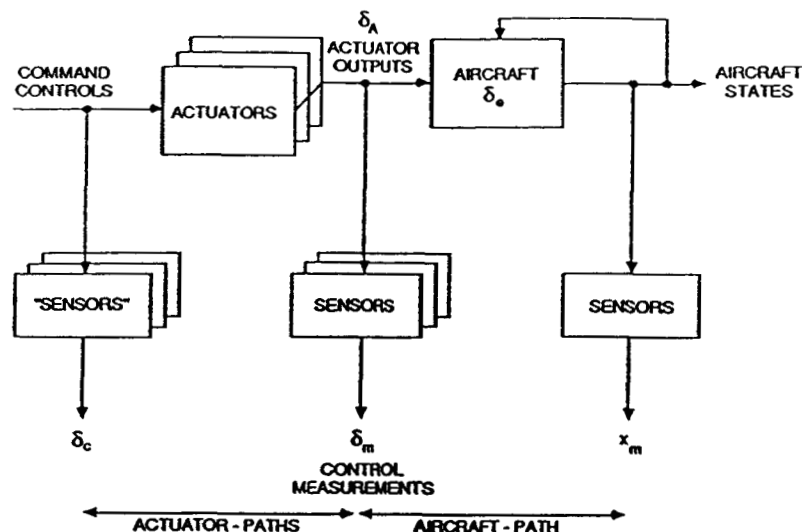 δA
ACTUATOR
OUTPUTS
COMMAND
CONTROLS
ACTUATORS
AIRCRAFT
δe
AIRCRAFT
STATES
"SENSORS"
SENSORS
SENSORS
δc
δm
xm
CONTROL
MEASUREMENTS
ACTUATOR - PATHS
AIRCRAFT - PATH